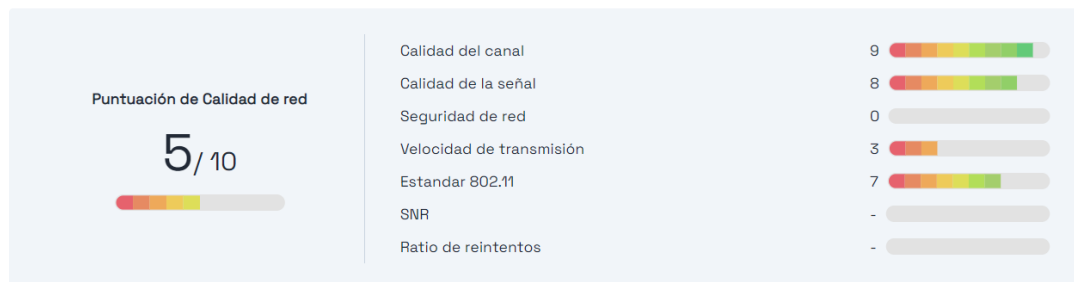 Puntuación de Calidad de red
5/ 10
Calidad del canal 9
Calidad de la señal 8
Seguridad de red 0
Velocidad de transmisión 3
Estandar 802.11 7
SNR -
Ratio de reintentos -